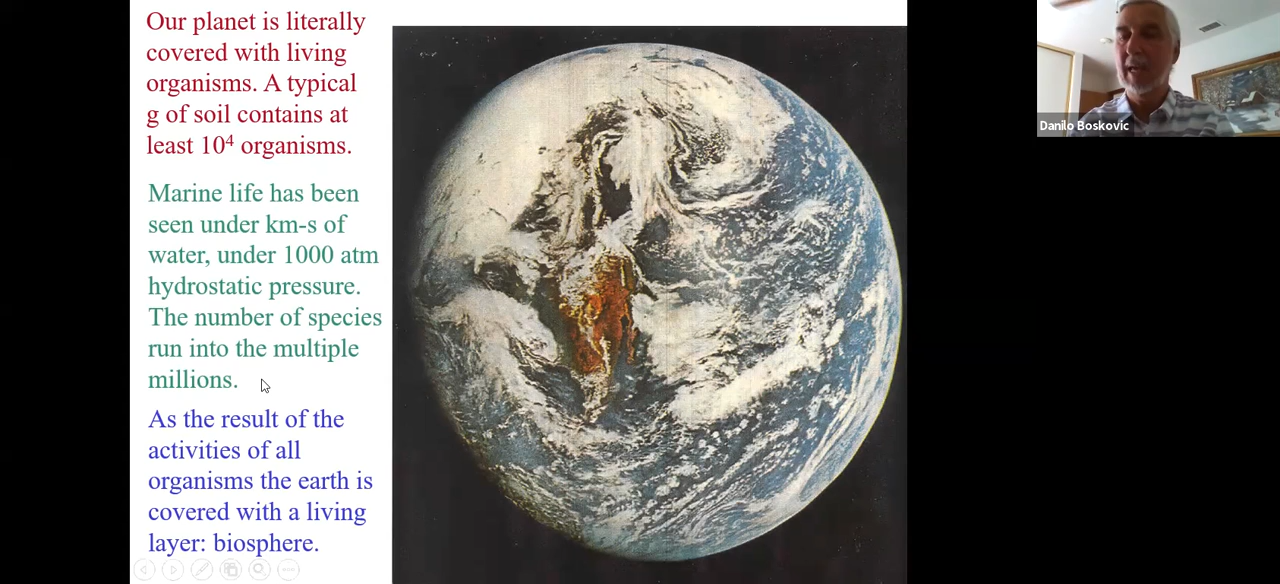 Our planet is literally
covered with living
organisms. A typical
g of soil contains at
least 10⁴ organisms.
Marine life has been
seen under km-s of
water, under 1000 atm
hydrostatic pressure.
The number of species
run into the multiple
millions.
As the result of the
activities of all
organisms the earth is
covered with a living
layer: biosphere.
Danilo Boskovic